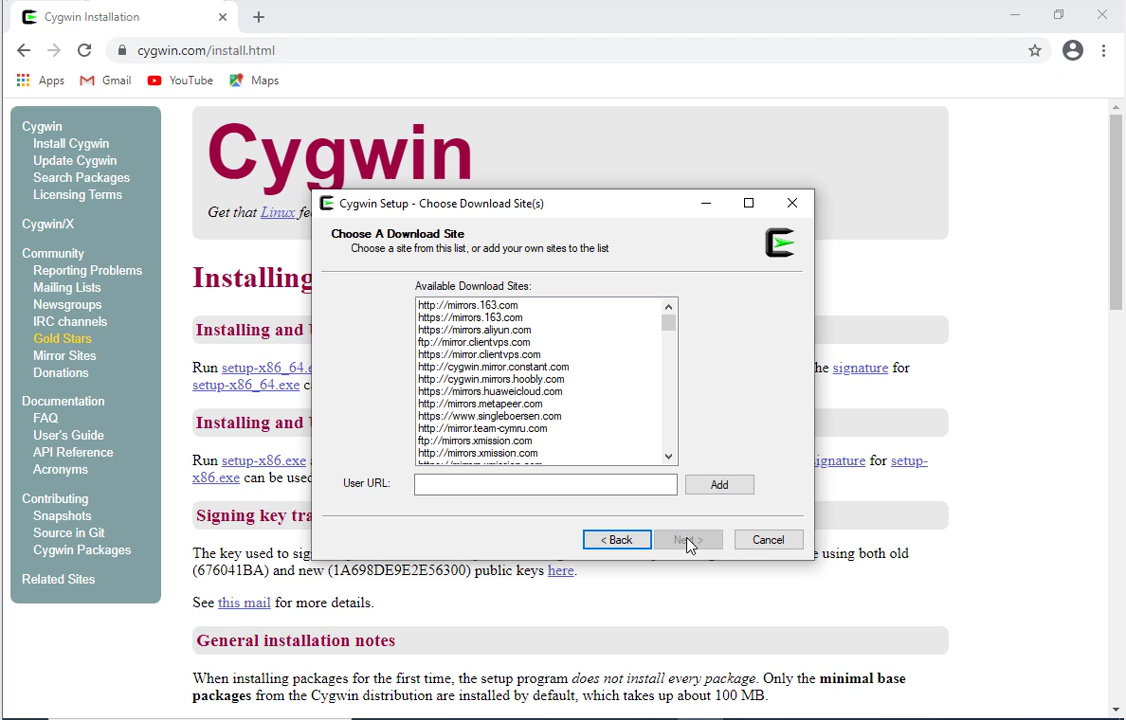 Cygwin Installation
cygwin.com/install.html
Apps Gmail YouTube Maps
Cygwin
Install Cygwin
Update Cygwin
Search Packages
Licensing Terms
Cygwin/X
Community
Reporting Problems
Mailing Lists
Newsgroups
IRC channels
Gold Stars
Mirror Sites
Donations
Documentation
FAQ
User's Guide
API Reference
Acronyms
Contributing
Snapshots
Source in Git
Cygwin Packages
Related Sites
Cygwin
Get that Linux
Cygwin Setup - Choose Download Site(s)
Choose A Download Site
Choose a site from this list, or add your own sites to the list
Available Download Sites:
http://mirrors.163.com
https://mirrors.163.com
https://mirrors.aliyun.com
ftp://mirror.clientvps.com
https://mirror.clientvps.com
http://cygwin.mirror.constant.com
http://cygwin.mirrors.hoobly.com
https://mirrors.huaweicloud.com
http://mirrors.metapeer.com
https://www.singleboersen.com
http://mirror.team-cymru.com
ftp://mirrors.xmission.com
http://mirrors.xmission.com
User URL:
Add
< Back Next > Cancel
Installing
Installing and
Run setup-x86_64. he signature for
setup-x86_64.exe
Installing and
Run setup-x86.exe ignature for setup-
x86.exe can be used
Signing key tra
The key used to sig e using both old
(676041BA) and new (1A698DE9E2E56300) public keys here.
See this mail for more details.
General installation notes
When installing packages for the first time, the setup program does not install every package. Only the minimal base
packages from the Cygwin distribution are installed by default, which takes up about 100 MB.